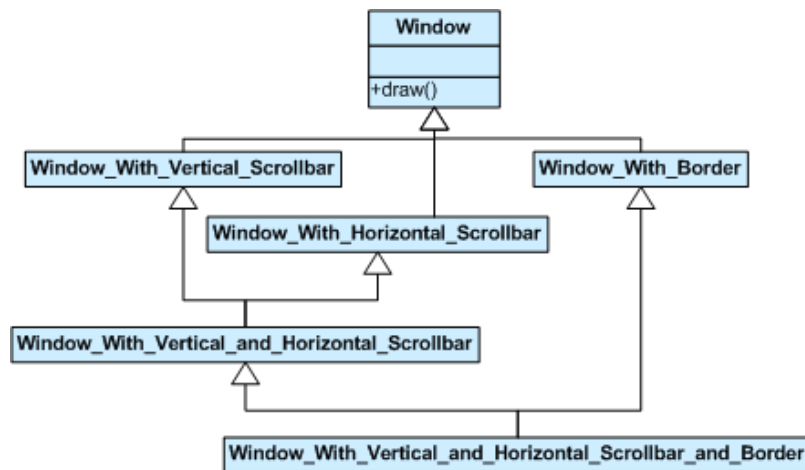 Window
+draw()
Window_With_Vertical_Scrollbar
Window_With_Border
Window_With_Horizontal_Scrollbar
Window_With_Vertical_and_Horizontal_Scrollbar
Window_With_Vertical_and_Horizontal_Scrollbar_and_Border